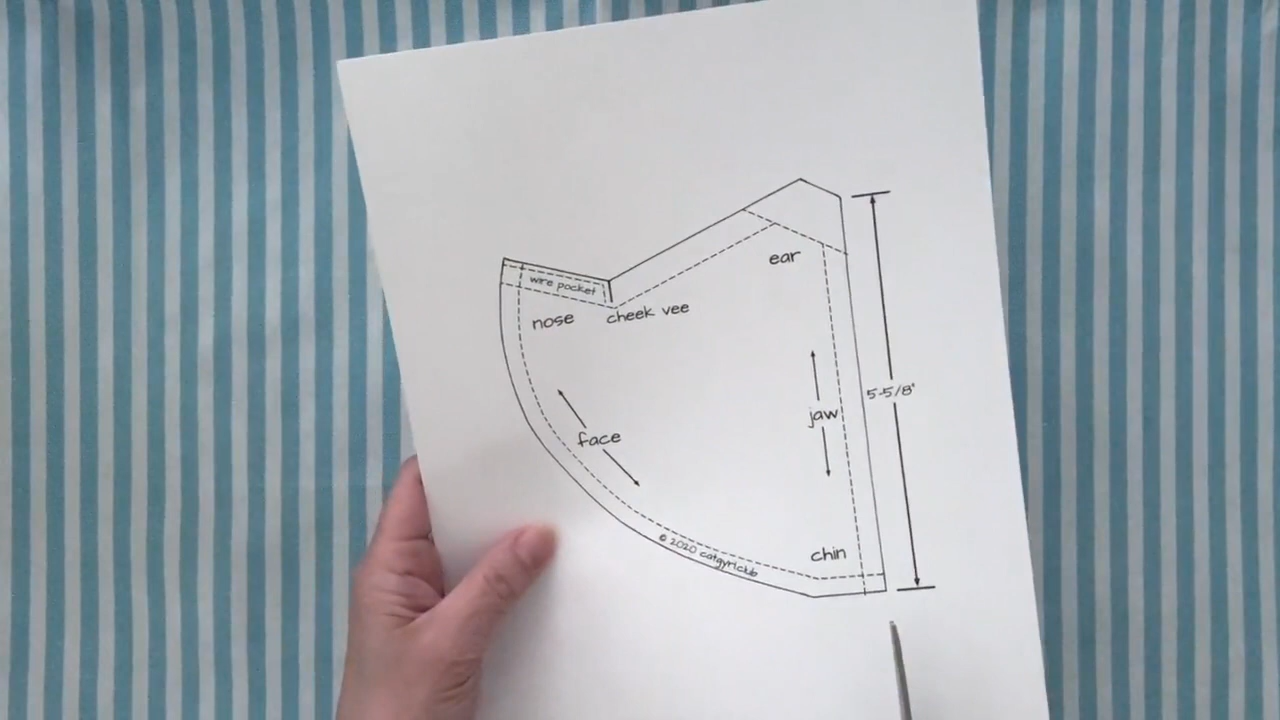 ear
wire pocket
nose
cheek vee
5-5/8"
jaw
face
© 2020 catgyrlclub
chin